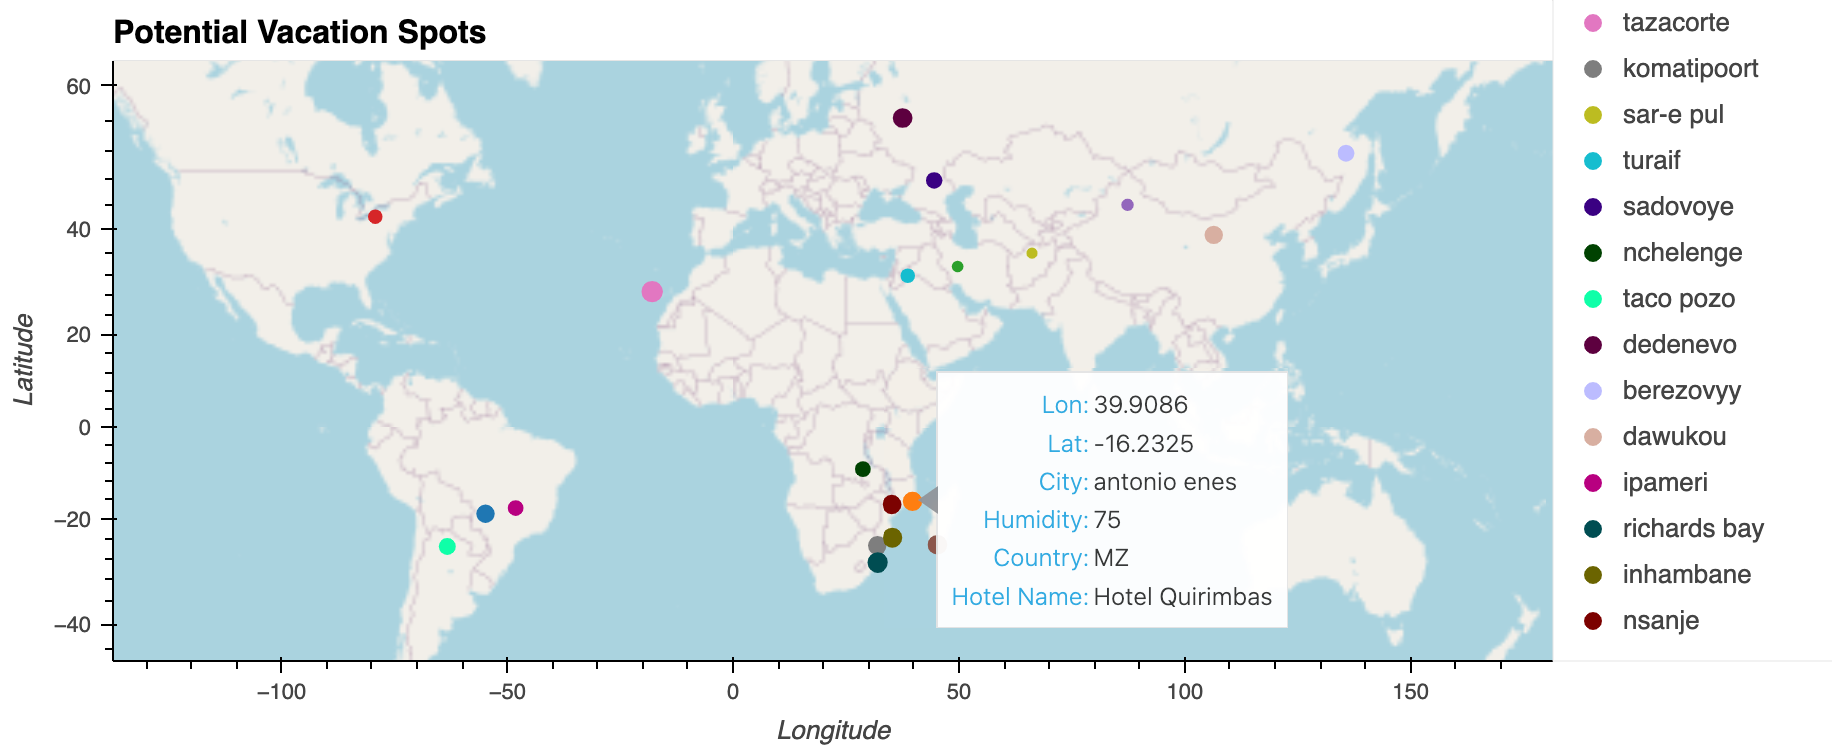 Potential Vacation Spots
Latitude
60
40
20
0
−20
−40
−100
−50
0
50
100
150
Longitude
Lon: 39.9086
Lat: -16.2325
City: antonio enes
Humidity: 75
Country: MZ
Hotel Name: Hotel Quirimbas
tazacorte
komatipoort
sar-e pul
turaif
sadovoye
nchelenge
taco pozo
dedenevo
berezovyy
dawukou
ipameri
richards bay
inhambane
nsanje